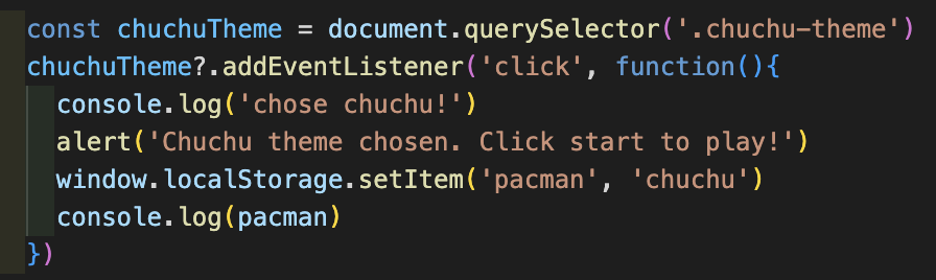 const chuchuTheme = document.querySelector('.chuchu-theme')
chuchuTheme?.addEventListener('click', function(){
console.log('chose chuchu!')
alert('Chuchu theme chosen. Click start to play!')
window.localStorage.setItem('pacman', 'chuchu')
console.log(pacman)
})